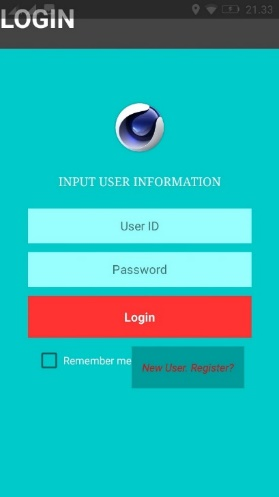 21:33
LOGIN
INPUT USER INFORMATION
User ID
Password
Login
Remember me
New User. Register?